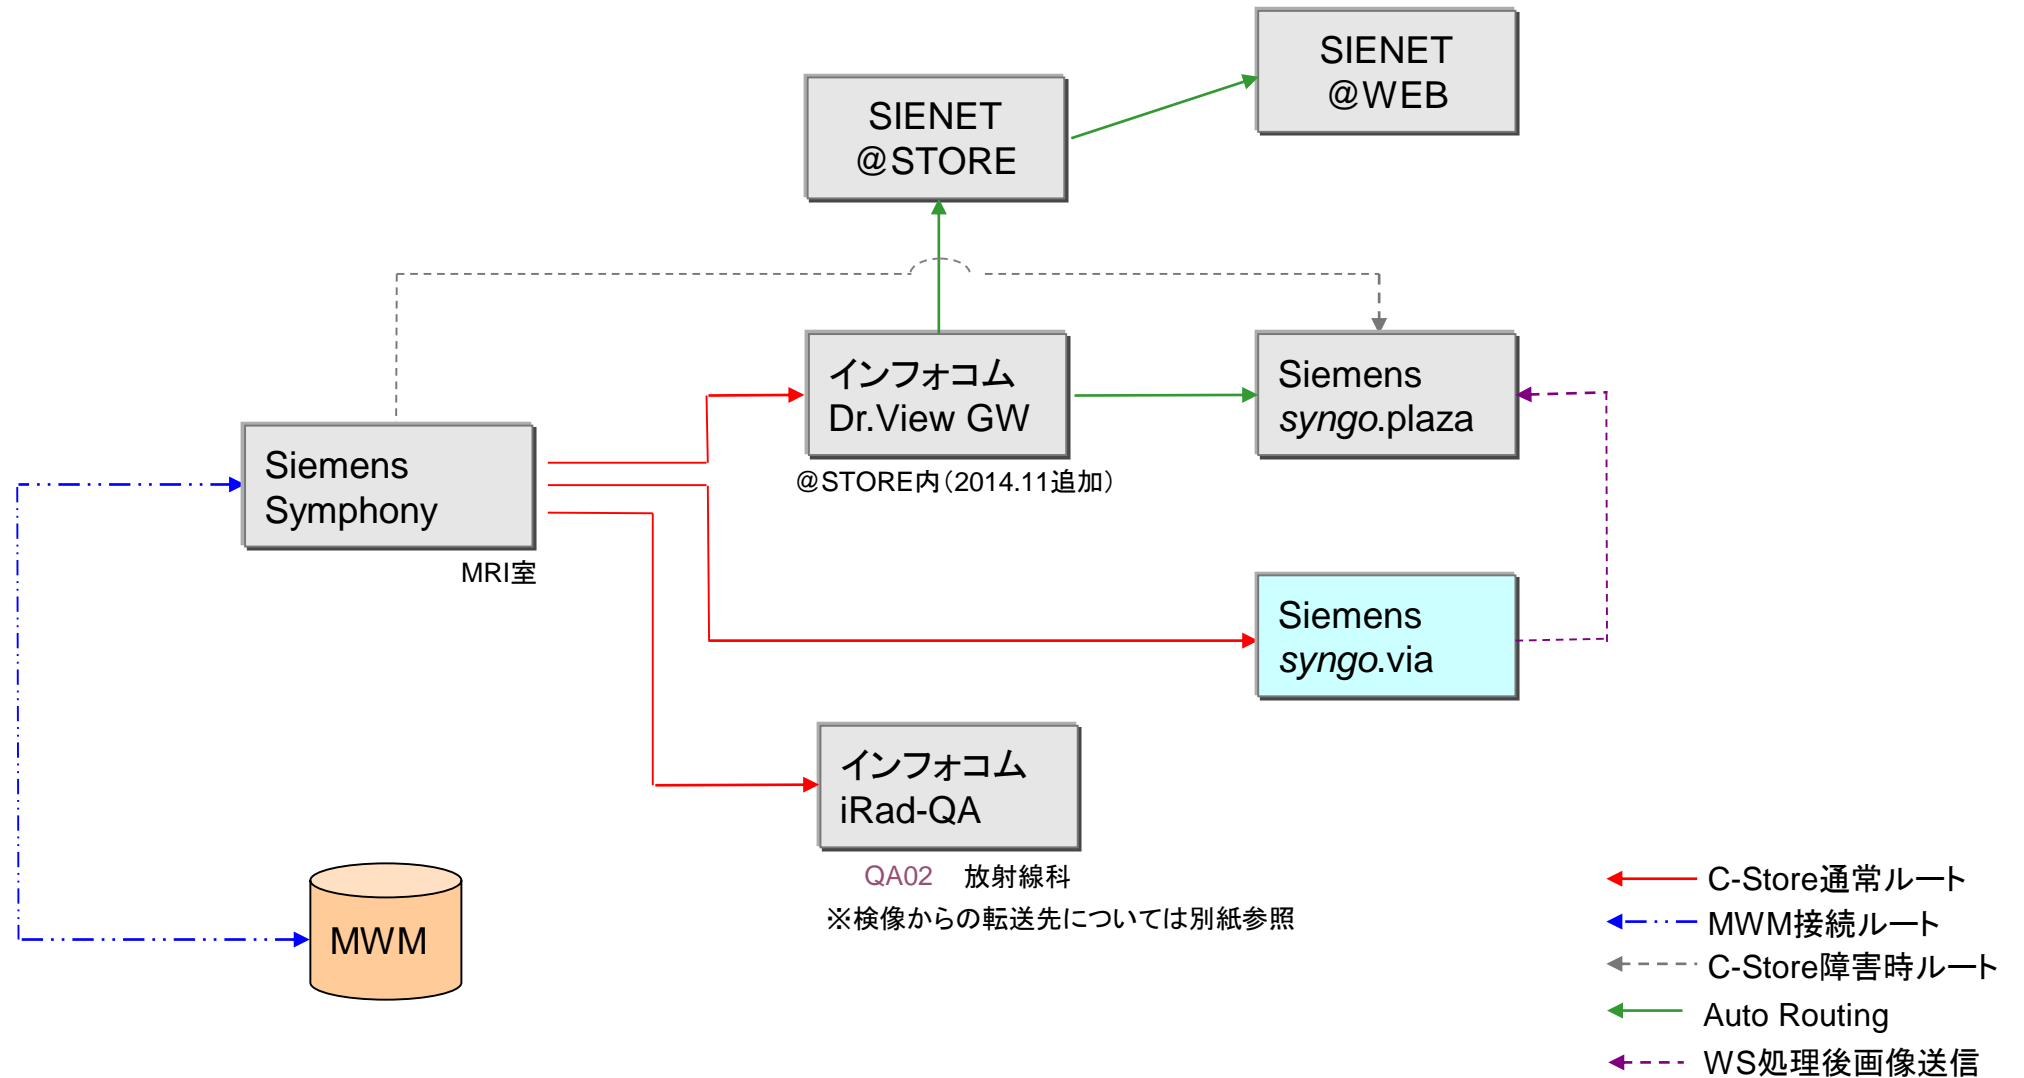 SIENET
@WEB
SIENET
@STORE
インフォコム
Dr.View GW
@STORE内(2014.11追加)
Siemens
syngo.plaza
Siemens
Symphony
MRI室
Siemens
syngo.via
インフォコム
iRad-QA
QA02 放射線科
※検像からの転送先については別紙参照
MWM
C-Store通常ルート
MWM接続ルート
C-Store障害時ルート
Auto Routing
WS処理後画像送信